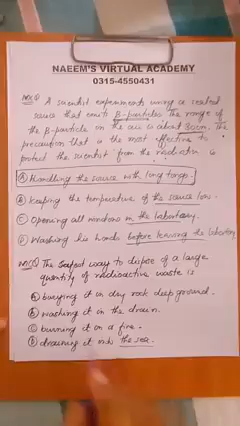 NAEEM'S VIRTUAL ACADEMY
0315-4550431
A scientist experiments using a sealed
source that emits β-particles. The range of
the β-particle in the air is about 30cm. The
precaution that is the most effective to
protect the scientist from the radiation is
(A) Handling the source with long tongs.
(B) keeping the temperature of the source low.
(C) Opening all windows in the laboratory.
(D) Washing his hands before leaving the laboratory
The safest way to dispose of a large
quantity of radioactive waste is
(A) burying it in dry rock deep ground.
(B) washing it in the drain.
(C) burning it on a fire.
(D) draining it into the sea.